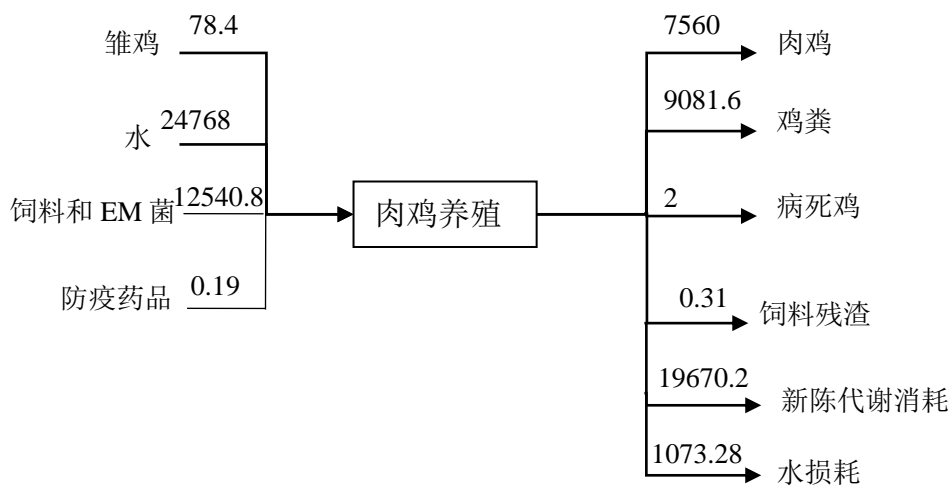 78.4
雏鸡
24768
水
12540.8
饲料和 EM 菌
0.19
防疫药品
肉鸡养殖
7560
肉鸡
9081.6
鸡粪
2
病死鸡
0.31
饲料残渣
19670.2
新陈代谢消耗
1073.28
水损耗